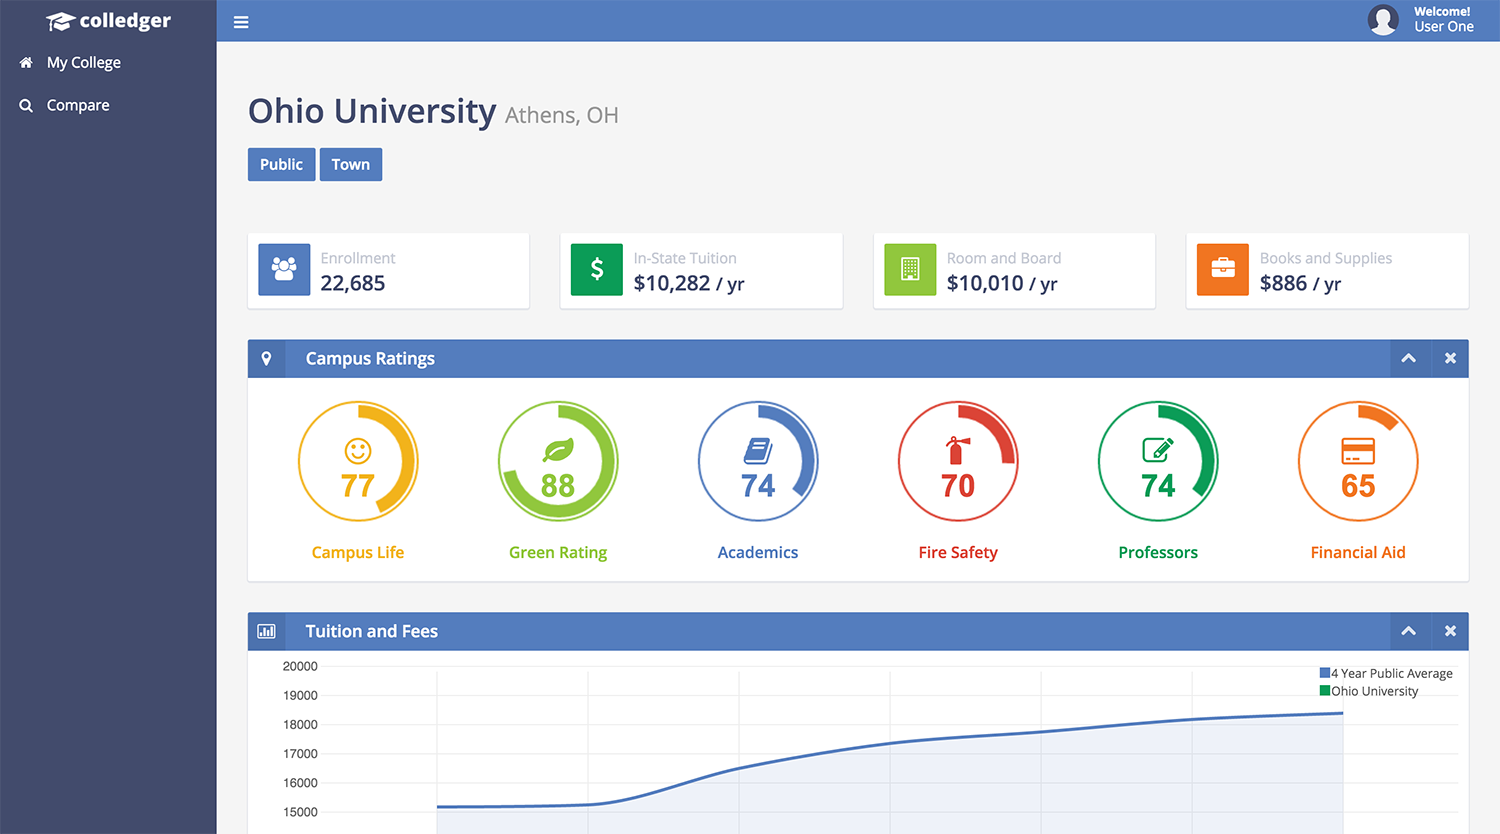 colledger
My College
Compare
Welcome!
User One
Ohio University Athens, OH
Public Town
Enrollment
22,685
In-State Tuition
$10,282 / yr
Room and Board
$10,010 / yr
Books and Supplies
$886 / yr
Campus Ratings
77
Campus Life
88
Green Rating
74
Academics
70
Fire Safety
74
Professors
65
Financial Aid
Tuition and Fees
4 Year Public Average
Ohio University
20000
19000
18000
17000
16000
15000